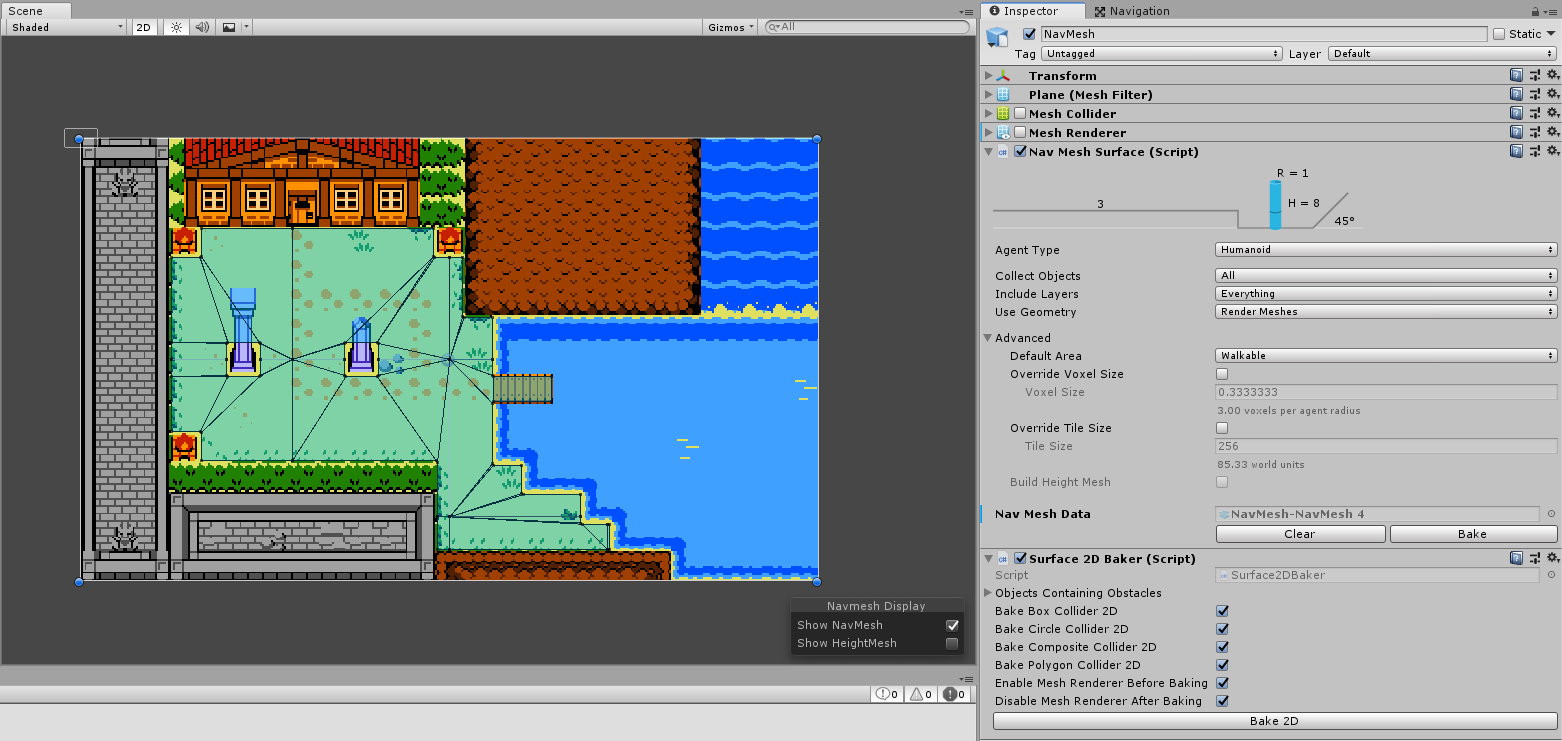 Scene
Shaded 2D Gizmos All
Navmesh Display
Show NavMesh
Show HeightMesh
0 0 0
Inspector Navigation
NavMesh Static
Tag Untagged Layer Default
Transform
Plane (Mesh Filter)
Mesh Collider
Mesh Renderer
Nav Mesh Surface (Script)
R = 1
3 H = 8
45°
Agent Type Humanoid
Collect Objects All
Include Layers Everything
Use Geometry Render Meshes
Advanced
Default Area Walkable
Override Voxel Size
Voxel Size 0.3333333
3.00 voxels per agent radius
Override Tile Size
Tile Size 256
85.33 world units
Build Height Mesh
Nav Mesh Data NavMesh-NavMesh 4
Clear Bake
Surface 2D Baker (Script)
Script Surface2DBaker
Objects Containing Obstacles
Bake Box Collider 2D
Bake Circle Collider 2D
Bake Composite Collider 2D
Bake Polygon Collider 2D
Enable Mesh Renderer Before Baking
Disable Mesh Renderer After Baking
Bake 2D